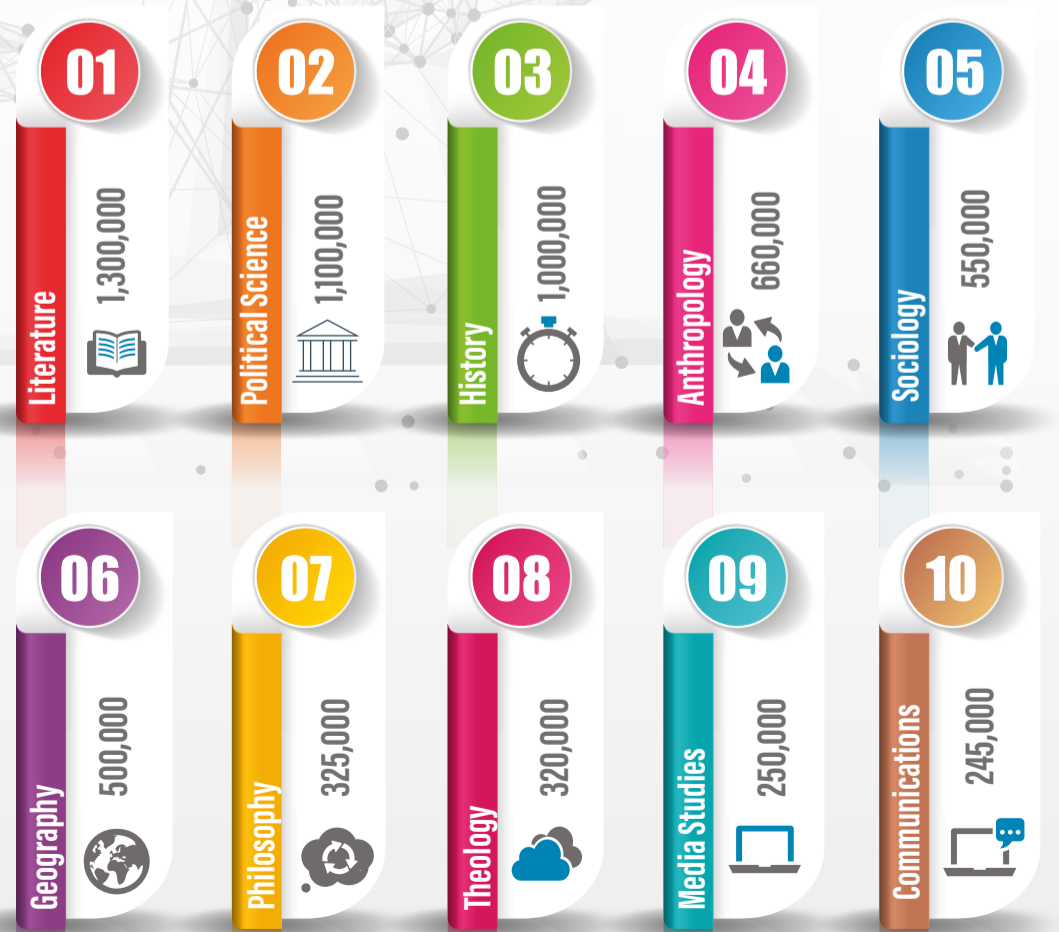 01
Literature
1,300,000
02
Political Science
1,100,000
03
History
1,000,000
04
Anthropology
660,000
05
Sociology
550,000
06
Geography
500,000
07
Philosophy
325,000
08
Theology
320,000
09
Media Studies
250,000
10
Communications
245,000